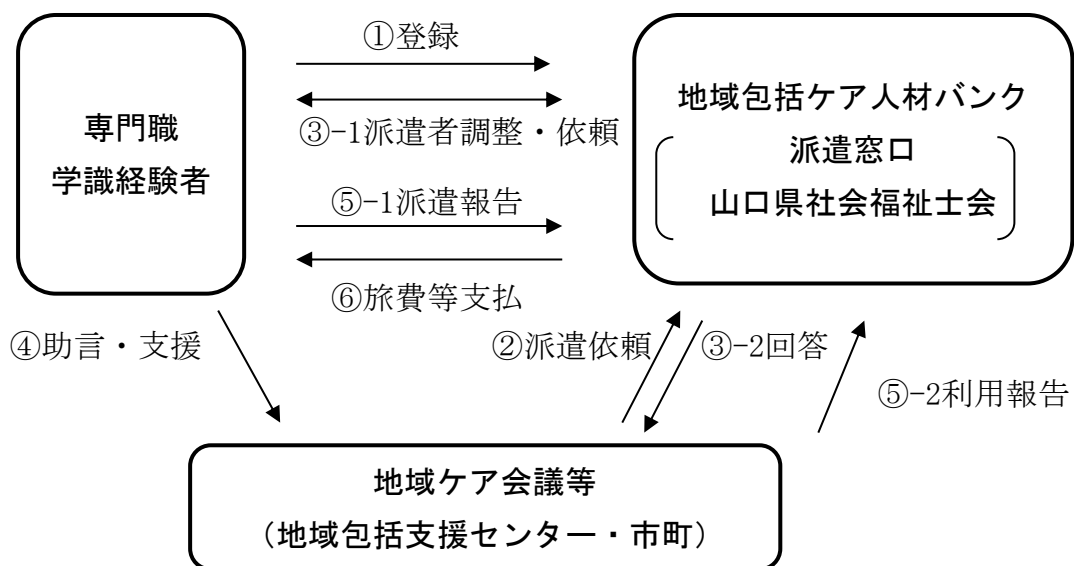 ①登録
専門職
学識経験者
③-1派遣者調整・依頼
⑤-1派遣報告
⑥旅費等支払
地域包括ケア人材バンク
派遣窓口
山口県社会福祉士会
④助言・支援
②派遣依頼
③-2回答
⑤-2利用報告
地域ケア会議等
（地域包括支援センター・市町）